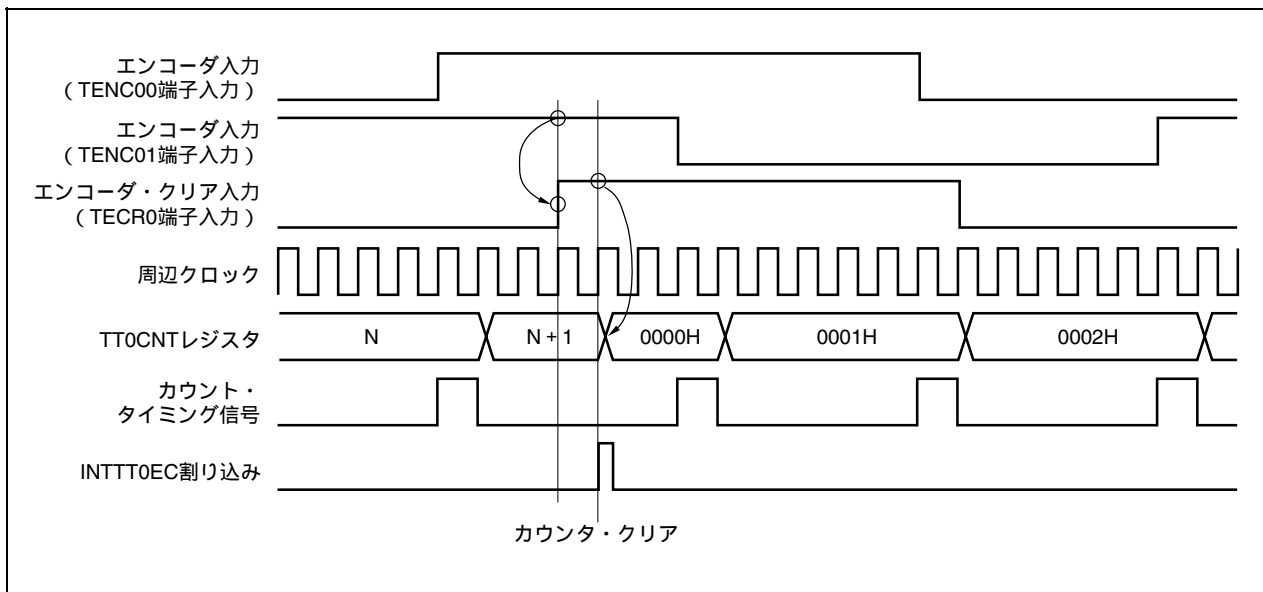 エンコーダ入力
（TENC00端子入力）
エンコーダ入力
（TENC01端子入力）
エンコーダ・クリア入力
（TECR0端子入力）
周辺クロック
TT0CNTレジスタ
N
N + 1
0000H
0001H
0002H
カウント・
タイミング信号
INTTT0EC割り込み
カウンタ・クリア